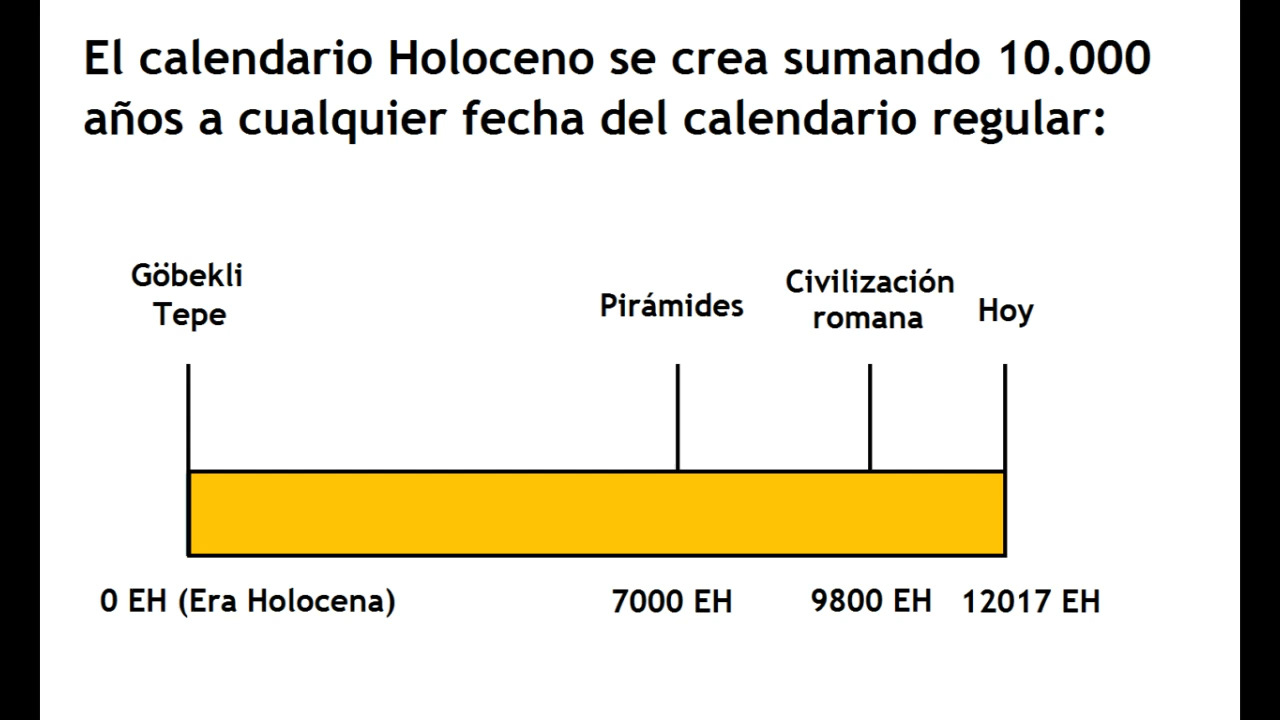 El calendario Holoceno se crea sumando 10.000
años a cualquier fecha del calendario regular:
Göbekli
Tepe
Pirámides
Civilización
romana
Hoy
0 EH (Era Holocena)
7000 EH
9800 EH
12017 EH